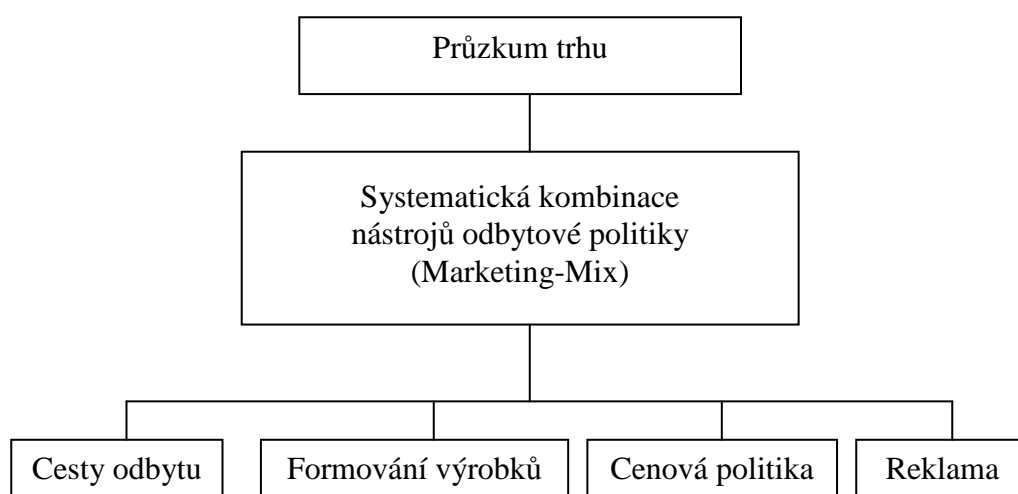 Průzkum trhu
Systematická kombinace
nástrojů odbytové politiky
(Marketing-Mix)
Cesty odbytu
Formování výrobků
Cenová politika
Reklama